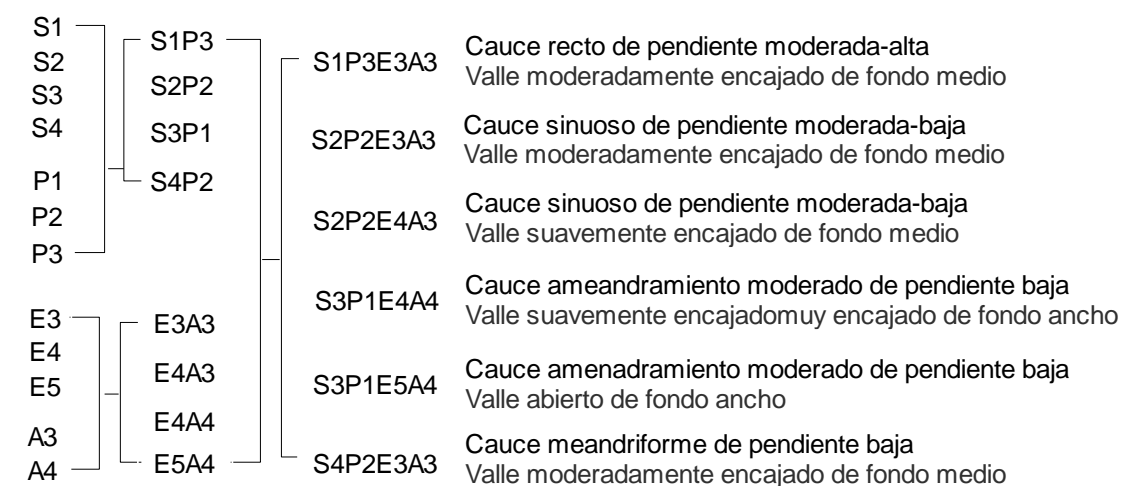 S1
S2
S3
S4
P1
P2
P3
E3
E4
E5
A3
A4
S1P3
S2P2
S3P1
S4P2
E3A3
E4A3
E4A4
E5A4
S1P3E3A3
Cauce recto de pendiente moderada-alta
Valle moderadamente encajado de fondo medio
S2P2E3A3
Cauce sinuoso de pendiente moderada-baja
Valle moderadamente encajado de fondo medio
S2P2E4A3
Cauce sinuoso de pendiente moderada-baja
Valle suavemente encajado de fondo medio
S3P1E4A4
Cauce ameandramiento moderado de pendiente baja
Valle suavemente encajadomuy encajado de fondo ancho
S3P1E5A4
Cauce amenadramiento moderado de pendiente baja
Valle abierto de fondo ancho
S4P2E3A3
Cauce meandriforme de pendiente baja
Valle moderadamente encajado de fondo medio